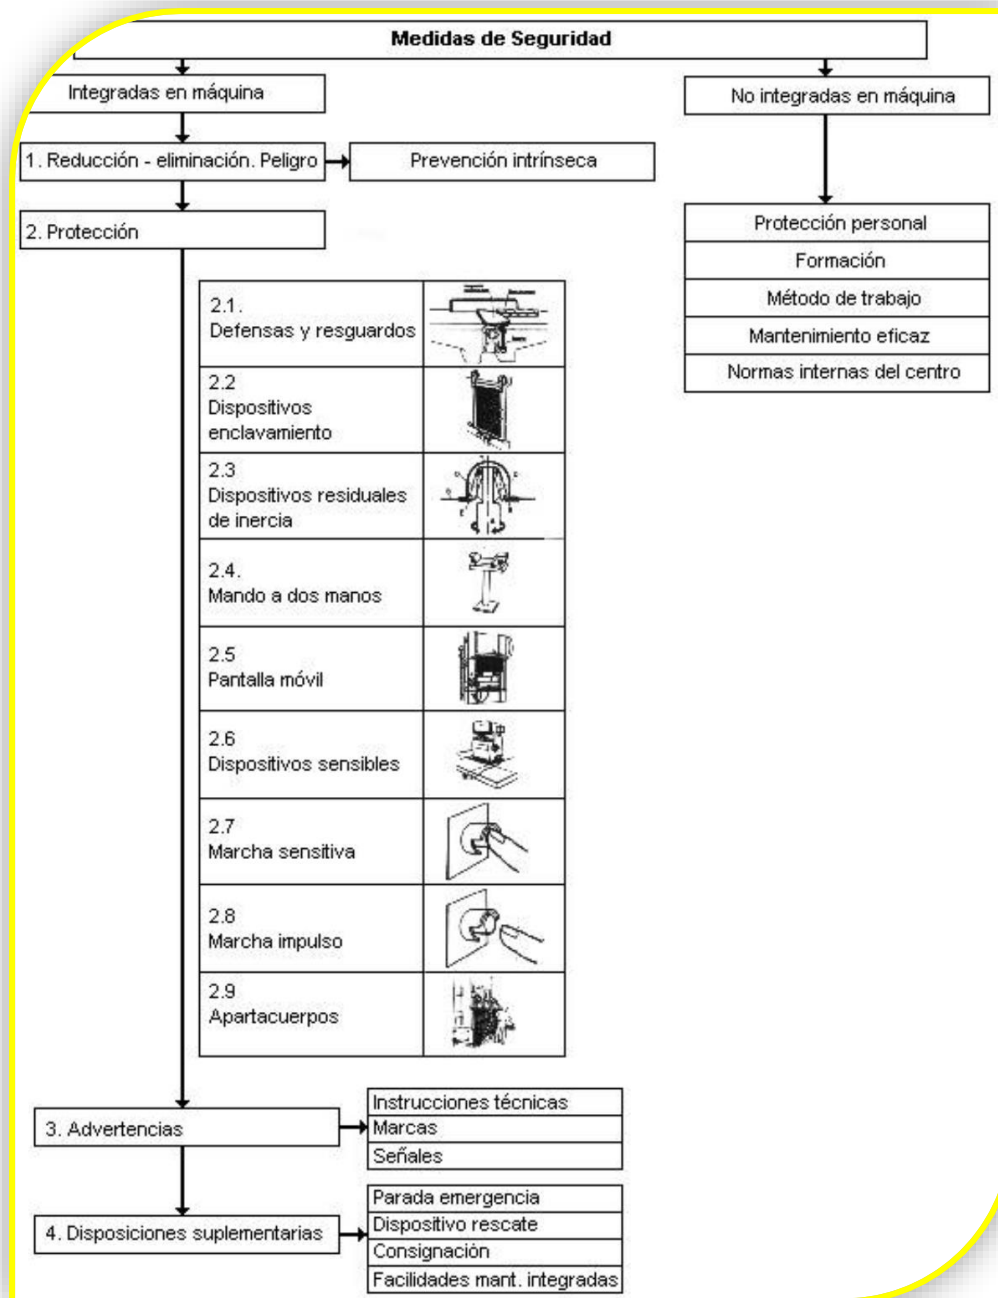 Medidas de Seguridad
Integradas en máquina
No integradas en máquina
1. Reducción - eliminación. Peligro
Prevención intrínseca
2. Protección
Protección personal
Formación
Método de trabajo
Mantenimiento eficaz
Normas internas del centro
2.1.
Defensas y resguardos
2.2
Dispositivos
enclavamiento
2.3
Dispositivos residuales
de inercia
2.4.
Mando a dos manos
2.5
Pantalla móvil
2.6
Dispositivos sensibles
2.7
Marcha sensitiva
2.8
Marcha impulso
2.9
Apartacuerpos
3. Advertencias
Instrucciones técnicas
Marcas
Señales
4. Disposiciones suplementarias
Parada emergencia
Dispositivo rescate
Consignación
Facilidades mant. integradas